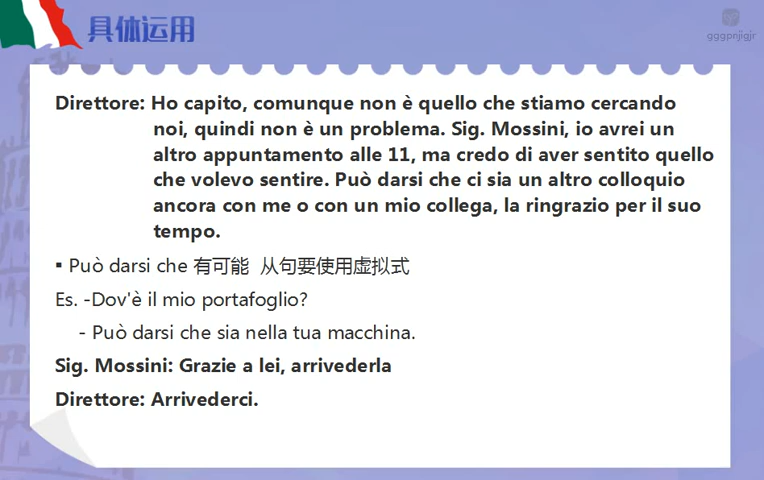 具体运用
gggpnjigjr
Direttore: Ho capito, comunque non è quello che stiamo cercando
noi, quindi non è un problema. Sig. Mossini, io avrei un
altro appuntamento alle 11, ma credo di aver sentito quello
che volevo sentire. Può darsi che ci sia un altro colloquio
ancora con me o con un mio collega, la ringrazio per il suo
tempo.
▪ Può darsi che 有可能 从句要使用虚拟式
Es. -Dov'è il mio portafoglio?
- Può darsi che sia nella tua macchina.
Sig. Mossini: Grazie a lei, arrivederla
Direttore: Arrivederci.